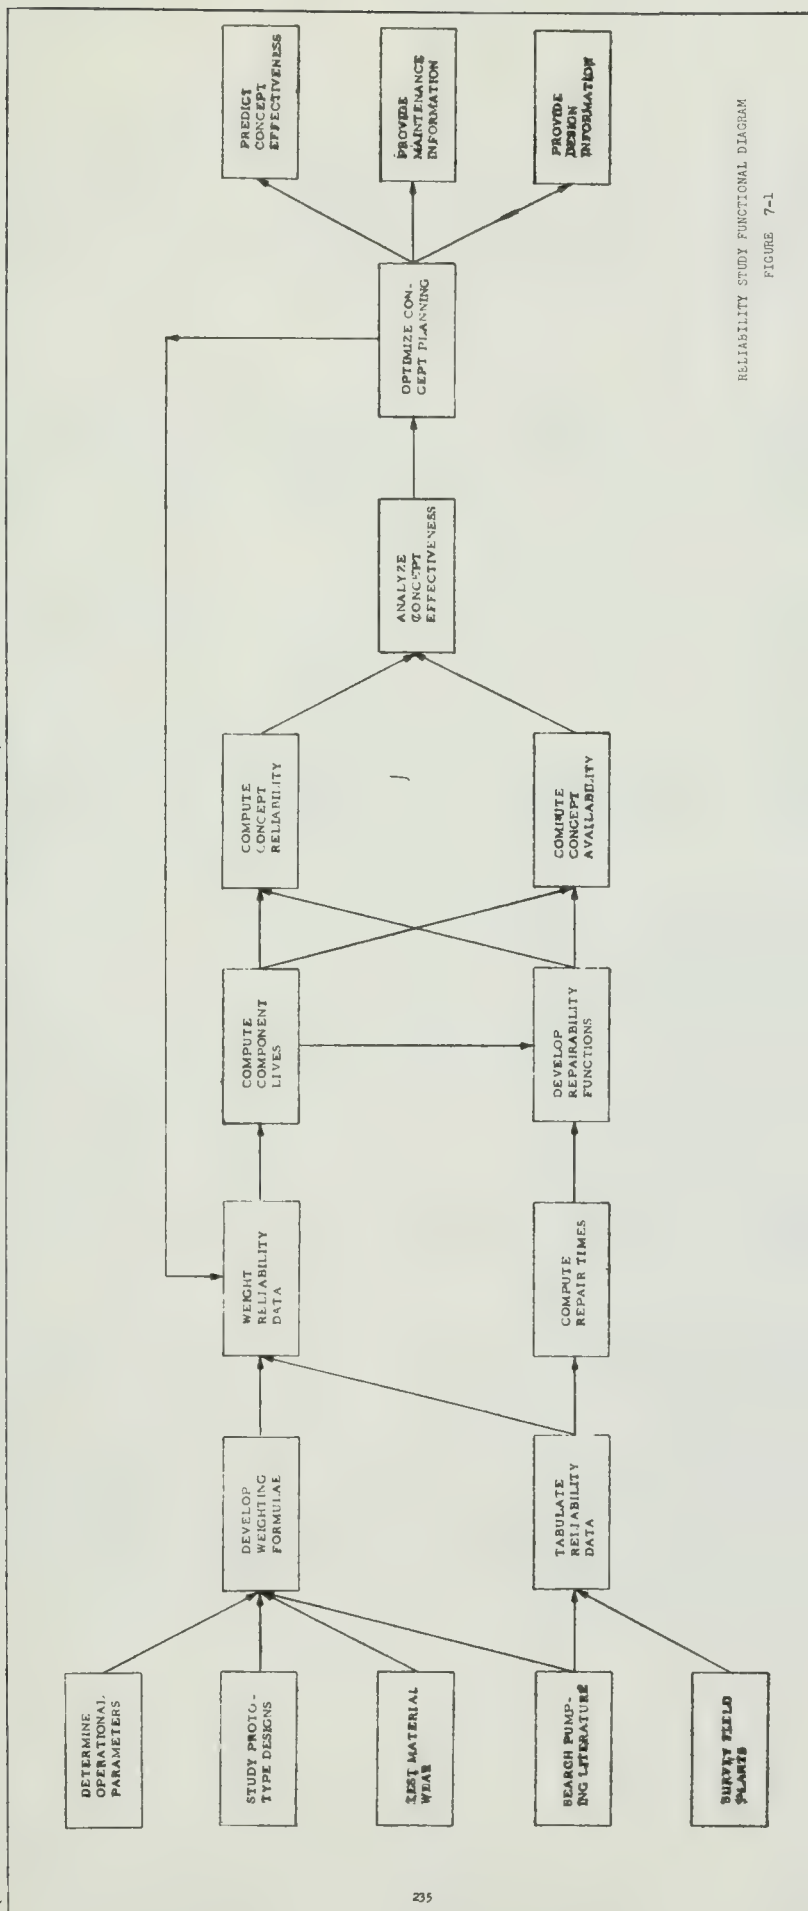 DETERMINE
OPERATIONAL
PARAMETERS
STUDY PROTO-
TYPE DESIGNS
TEST MATERIAL
WEAR
SEARCH PUMP-
ING LITERATURE
SURVEY FIELD
PLANTS
DEVELOP
WEIGHTING
FORMULAE
TABULATE
RELIABILITY
DATA
WEIGHT
RELIABILITY
DATA
COMPUTE
REPAIR TIMES
COMPUTE
COMPONENT
LIVES
DEVELOP
REPAIRABILITY
FUNCTIONS
COMPUTE
CONCEPT
RELIABILITY
COMPUTE
CONCEPT
AVAILABILITY
ANALYZE
CONCEPT
EFFECTIVENESS
OPTIMIZE CON-
CEPT PLANNING
PREDICT
CONCEPT
EFFECTIVENESS
PROVIDE
MAINTENANCE
INFORMATION
PROVIDE
DESIGN
INFORMATION
RELIABILITY STUDY FUNCTIONAL DIAGRAM
FIGURE 7-1
235